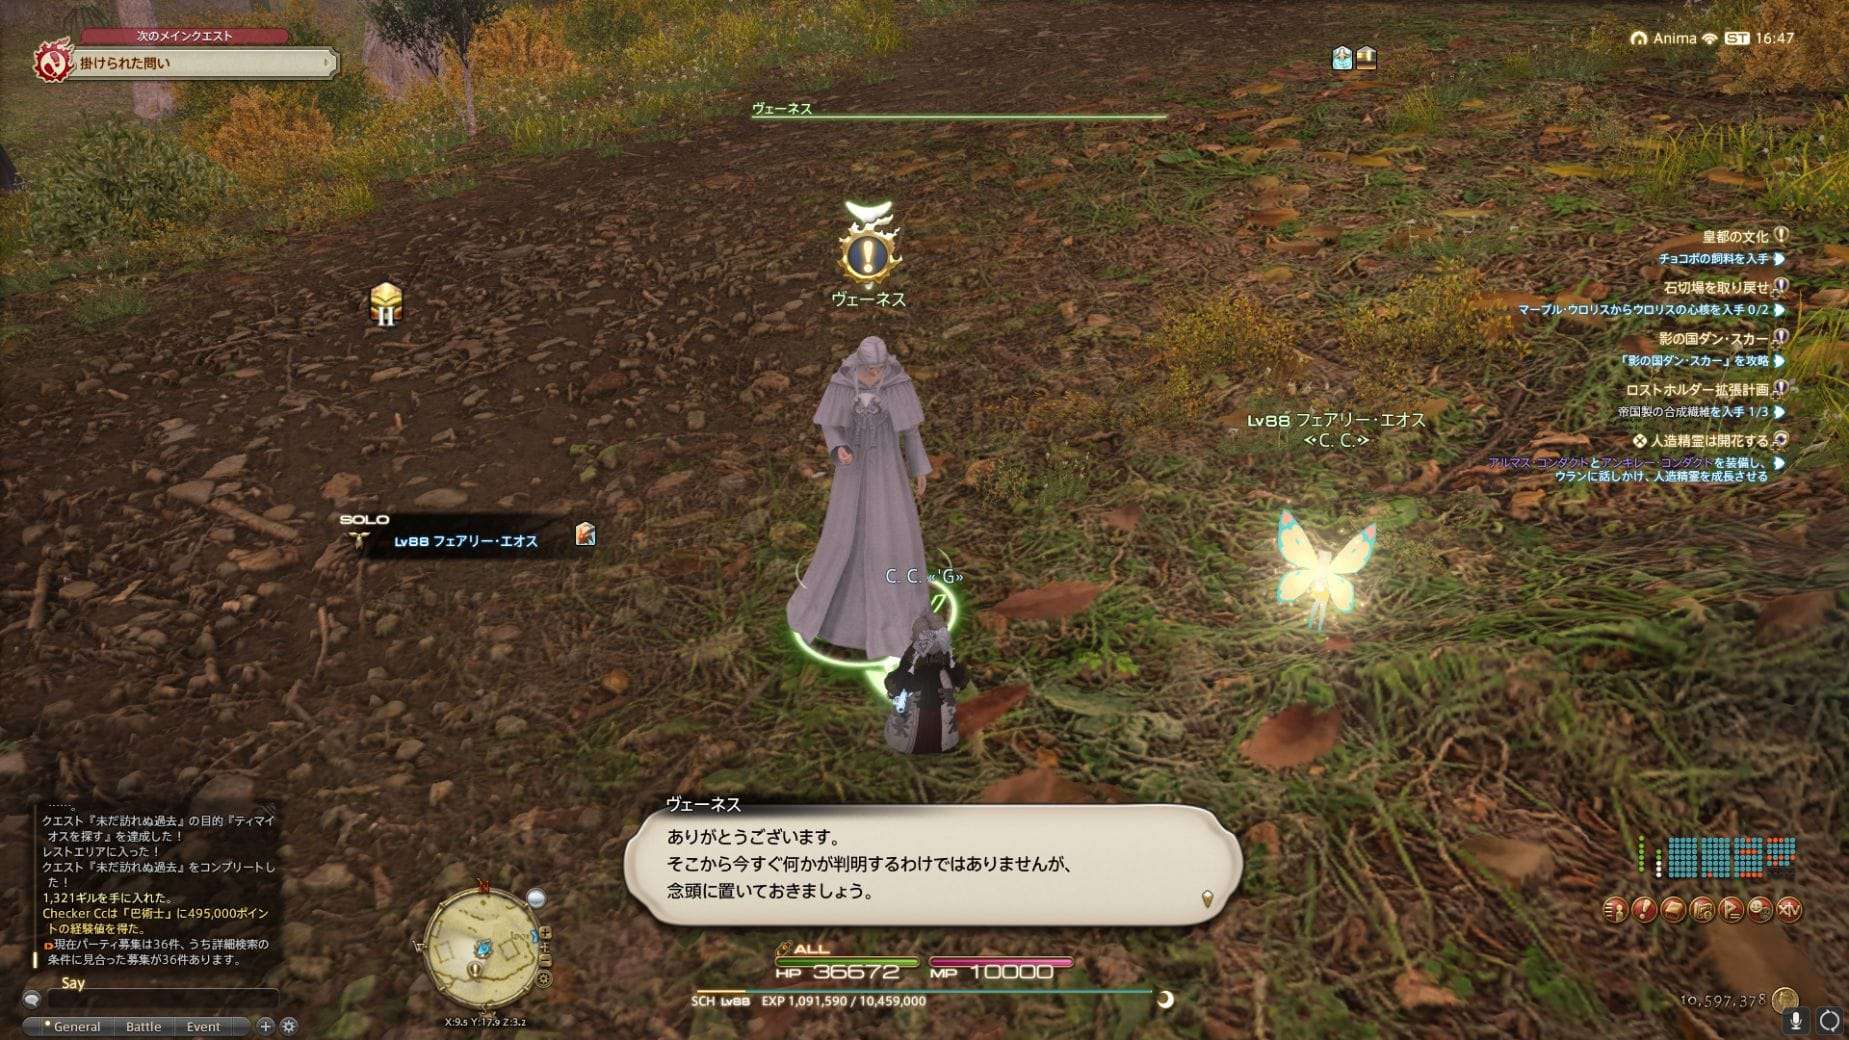 次のメインクエスト
掛けられた問い
Anima ST 16:47
ヴェーネス
ヴェーネス
皇都の文化
チョコボの飼料を入手
石切場を取り戻せ
マーブル・ウロリスからウロリスの心核を入手 0/2
影の国ダン・スカー
「影の国ダン・スカー」を攻略
ロストホルダー拡張計画
帝国製の合成繊維を入手 1/3
人造精霊は開花する
アルマス・コンダクトとアンキレー・コンダクトを装備し、
ウランに話しかけ、人造精霊を成長させる
Lv88 フェアリー・エオス
«C. C.»
SOLO
Lv88 フェアリー・エオス
C. C. «'G»
ヴェーネス
ありがとうございます。
そこから今すぐ何かが判明するわけではありませんが、
念頭に置いておきましょう。
……。
クエスト『未だ訪れぬ過去』の目的『ティマイ
オスを探す』を達成した！
レストエリアに入った！
クエスト『未だ訪れぬ過去』をコンプリートし
た！
1,321ギルを手に入れた。
Checker Ccは「巴術士」に495,000ポイン
トの経験値を得た。
現在パーティ募集は36件、うち詳細検索の
条件に見合った募集が36件あります。
Say
General Battle Event
N
X:9.5 Y:17.9 Z:3.2
ALL
HP 36672 MP 10000
SCH Lv88 EXP 1,091,590 / 10,459,000
XIV
10,597,378